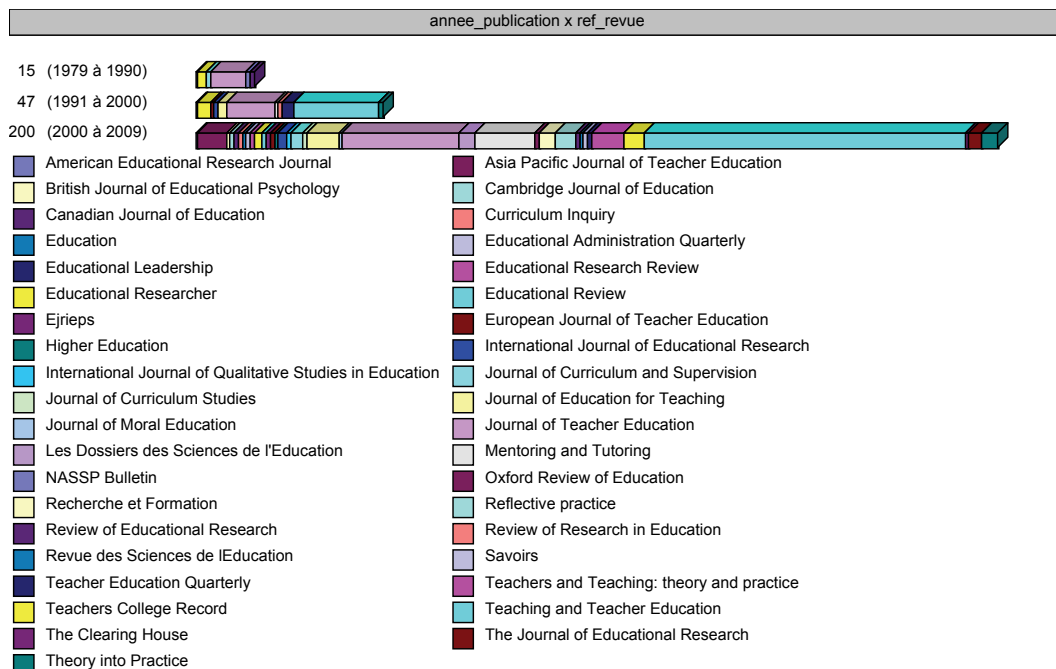 annee_publication x ref_revue
15 (1979 à 1990)
47 (1991 à 2000)
200 (2000 à 2009)
American Educational Research Journal Asia Pacific Journal of Teacher Education
British Journal of Educational Psychology Cambridge Journal of Education
Canadian Journal of Education Curriculum Inquiry
Education Educational Administration Quarterly
Educational Leadership Educational Research Review
Educational Researcher Educational Review
Ejrieps European Journal of Teacher Education
Higher Education International Journal of Educational Research
International Journal of Qualitative Studies in Education Journal of Curriculum and Supervision
Journal of Curriculum Studies Journal of Education for Teaching
Journal of Moral Education Journal of Teacher Education
Les Dossiers des Sciences de l'Education Mentoring and Tutoring
NASSP Bulletin Oxford Review of Education
Recherche et Formation Reflective practice
Review of Educational Research Review of Research in Education
Revue des Sciences de lEducation Savoirs
Teacher Education Quarterly Teachers and Teaching: theory and practice
Teachers College Record Teaching and Teacher Education
The Clearing House The Journal of Educational Research
Theory into Practice